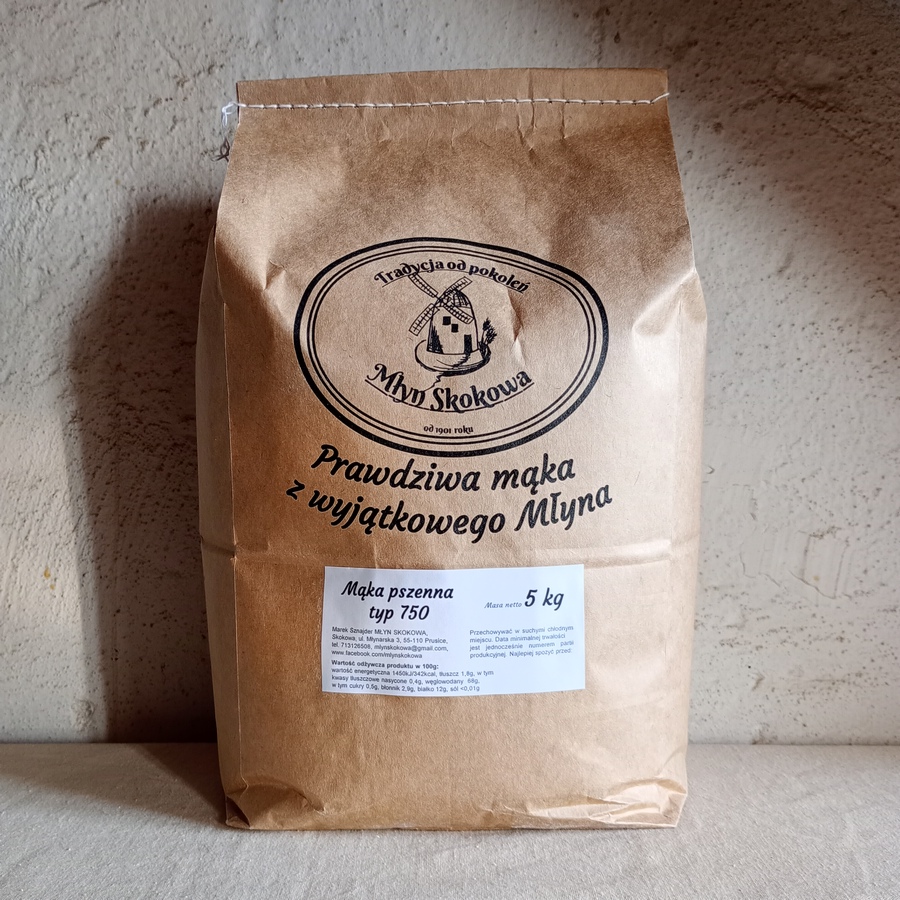 Tradycja od pokoleń
Młyn Skokowa
od 1901 roku
Prawdziwa mąka
z wyjątkowego Młyna
Mąka pszenna
typ 750
Masa netto 5 kg
Marek Sznajder MŁYN SKOKOWA,
Skokowa, ul. Młynarska 3, 55-110 Prusice,
tel. 713126508, mlynskokowa@gmail.com,
www.facebook.com/mlynskokowa
Przechowywać w suchym i chłodnym
miejscu. Data minimalnej trwałości
jest jednocześnie numerem partii
produkcyjnej. Najlepiej spożyć przed:
Wartość odżywcza produktu w 100g:
wartość energetyczna 1450kJ/342kcal, tłuszcz 1,8g, w tym
kwasy tłuszczowe nasycone 0,4g, węglowodany 68g,
w tym cukry 0,5g, błonnik 2,9g, białko 12g, sól <0,01g